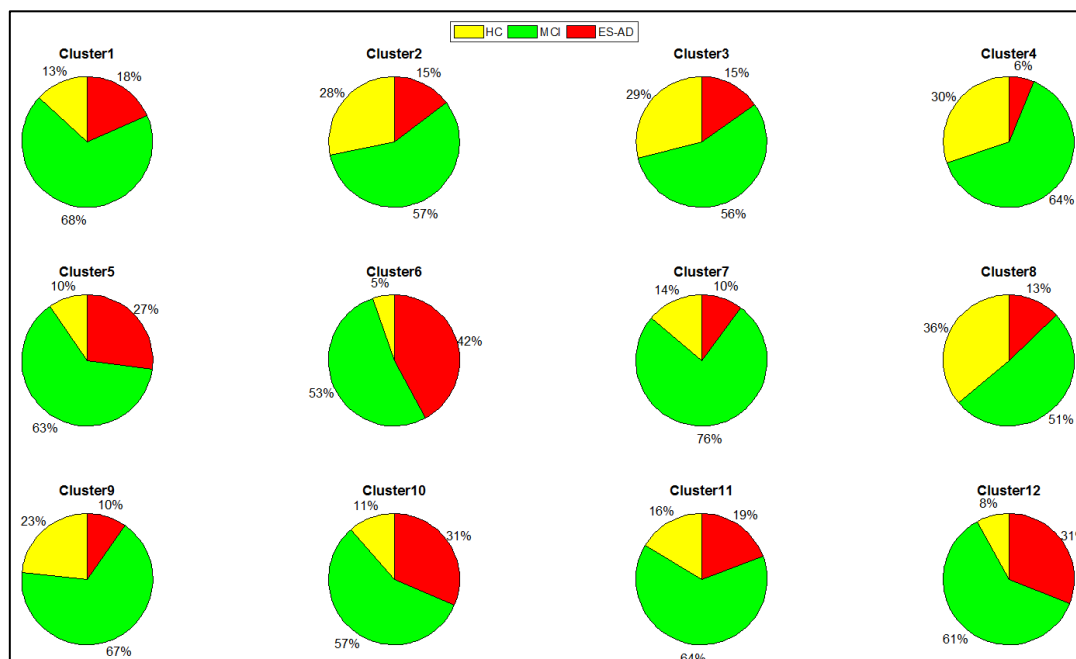 HC MCI ES-AD
Cluster1 Cluster2 Cluster3 Cluster4
13% 18% 28% 15% 29% 15% 30% 6%
68% 57% 56% 64%
Cluster5 Cluster6 Cluster7 Cluster8
10% 27% 5% 42% 14% 10% 36% 13%
63% 53% 76% 51%
Cluster9 Cluster10 Cluster11 Cluster12
23% 10% 11% 31% 16% 19% 8% 31%
67% 57% 64% 61%